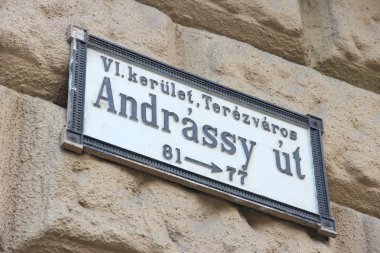 VI. kerület, Terézváros
Andrássy út
81→77